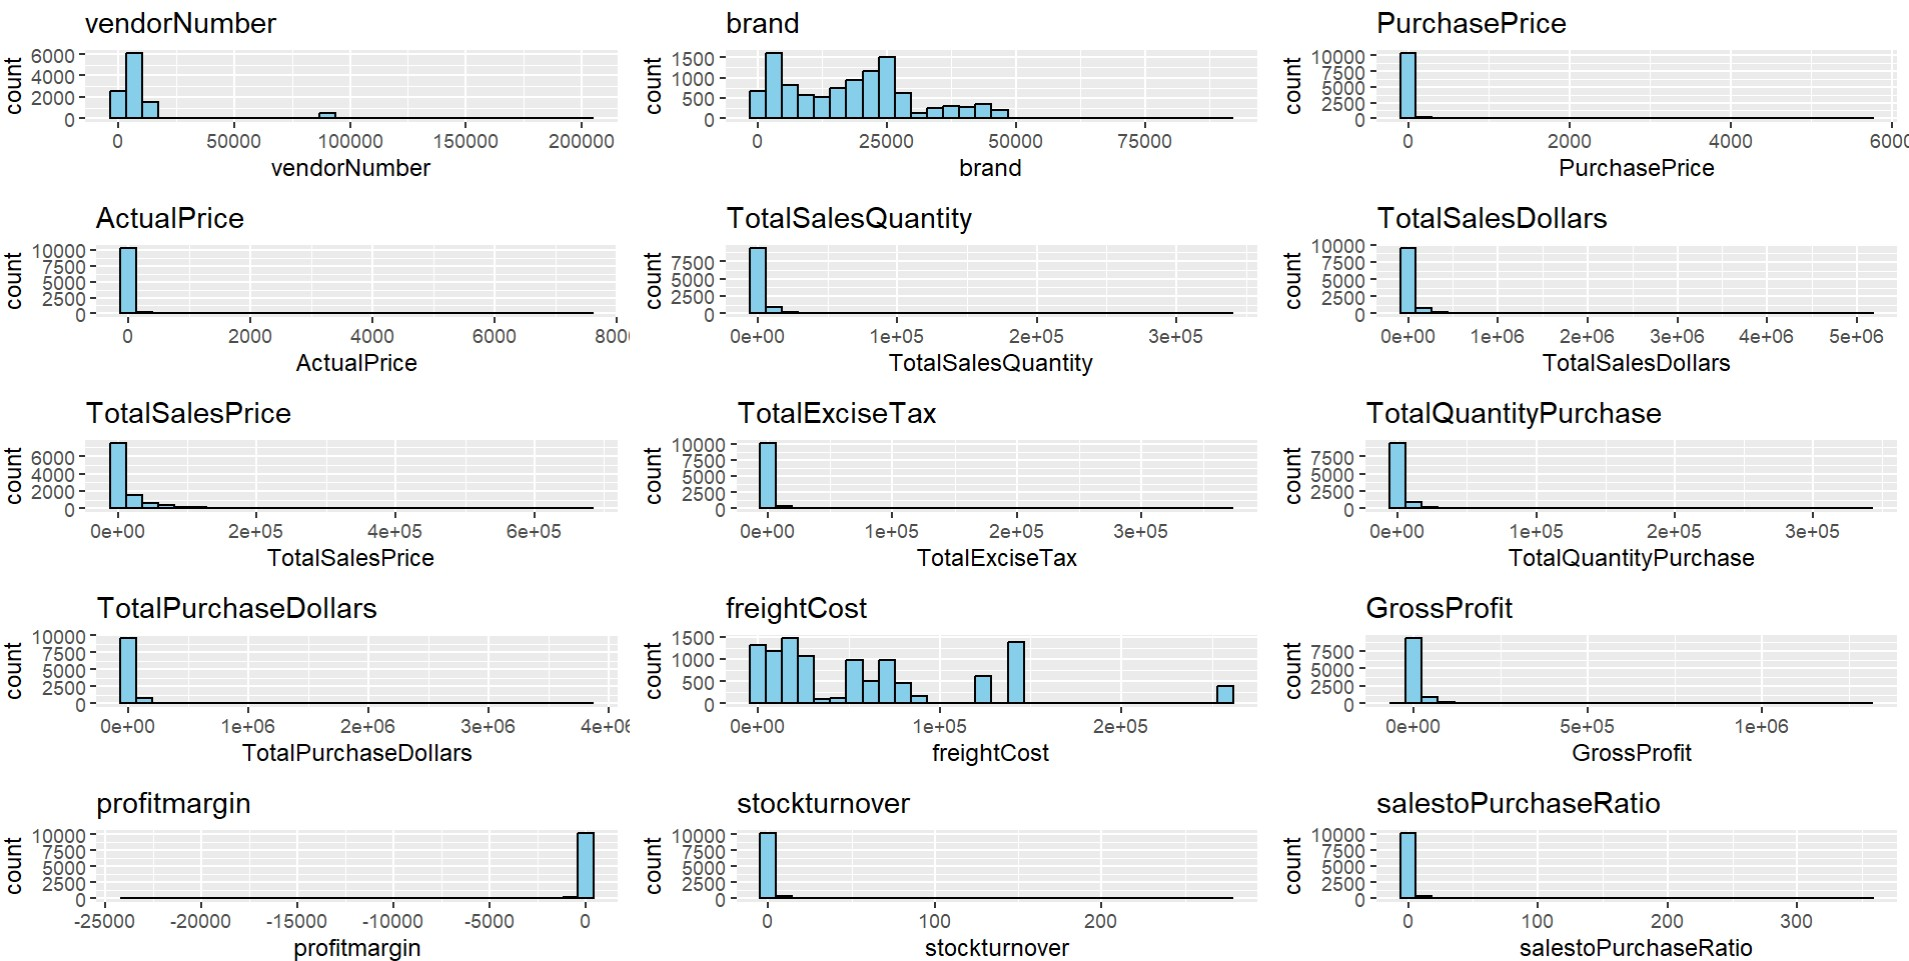 vendorNumber
count
6000
4000
2000
0
0 50000 100000 150000 200000
vendorNumber
brand
count
1500
1000
500
0
0 25000 50000 75000
brand
PurchasePrice
count
10000
7500
5000
2500
0
0 2000 4000 6000
PurchasePrice
ActualPrice
count
10000
7500
5000
2500
0
0 2000 4000 6000 800
ActualPrice
TotalSalesQuantity
count
7500
5000
2500
0
0e+00 1e+05 2e+05 3e+05
TotalSalesQuantity
TotalSalesDollars
count
10000
7500
5000
2500
0
0e+00 1e+06 2e+06 3e+06 4e+06 5e+06
TotalSalesDollars
TotalSalesPrice
count
6000
4000
2000
0
0e+00 2e+05 4e+05 6e+05
TotalSalesPrice
TotalExciseTax
count
10000
7500
5000
2500
0
0e+00 1e+05 2e+05 3e+05
TotalExciseTax
TotalQuantityPurchase
count
7500
5000
2500
0
0e+00 1e+05 2e+05 3e+05
TotalQuantityPurchase
TotalPurchaseDollars
count
10000
7500
5000
2500
0
0e+00 1e+06 2e+06 3e+06 4e+06
TotalPurchaseDollars
freightCost
count
1500
1000
500
0
0e+00 1e+05 2e+05
freightCost
GrossProfit
count
7500
5000
2500
0
0e+00 5e+05 1e+06
GrossProfit
profitmargin
count
10000
7500
5000
2500
0
-25000 -20000 -15000 -10000 -5000 0
profitmargin
stockturnover
count
10000
7500
5000
2500
0
0 100 200
stockturnover
salestoPurchaseRatio
count
10000
7500
5000
2500
0
0 100 200 300
salestoPurchaseRatio